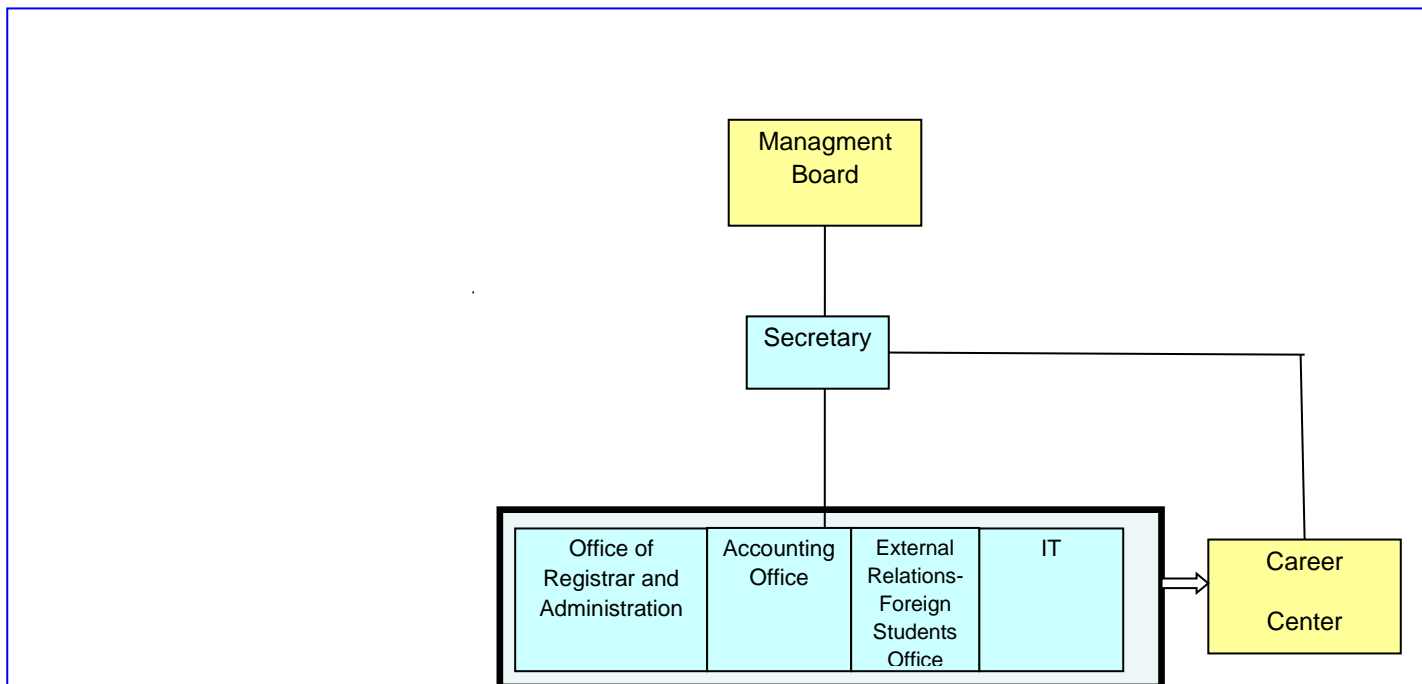 Managment
Board
Secretary
Office of
Registrar and
Administration
Accounting
Office
External
Relations-
Foreign
Students
Office
IT
Career
Center